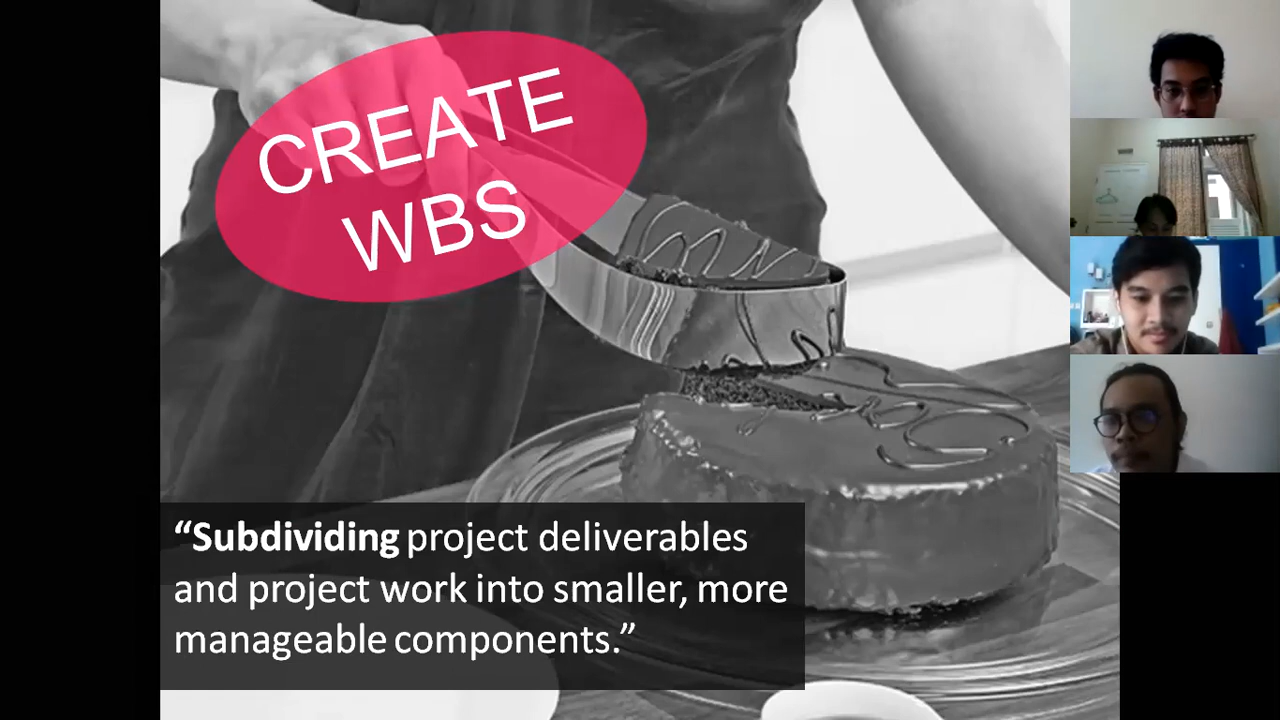 CREATE
WBS
“Subdividing project deliverables
and project work into smaller, more
manageable components.”